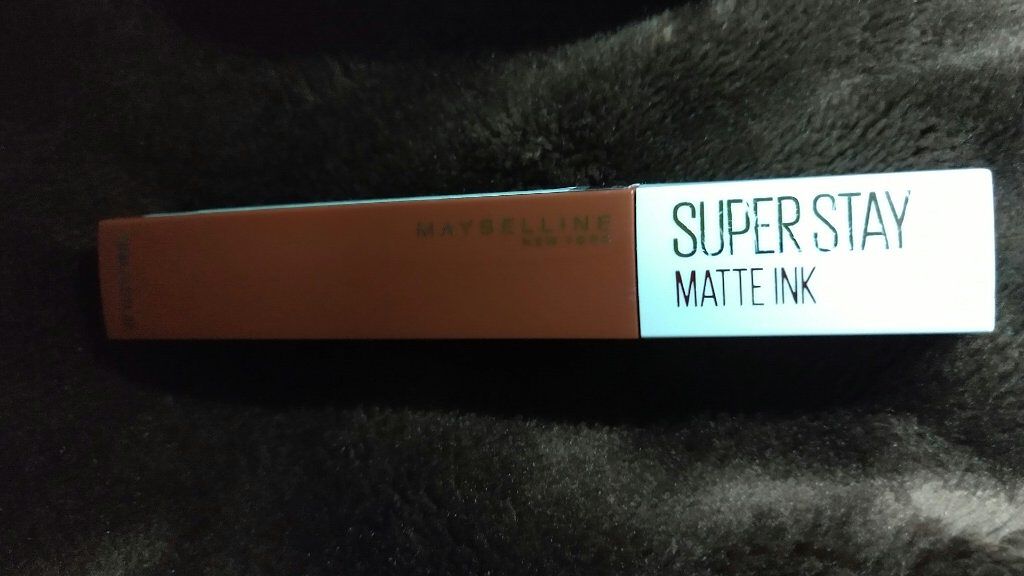 MAYBELLINE
NEW YORK
SUPER STAY
MATTE INK